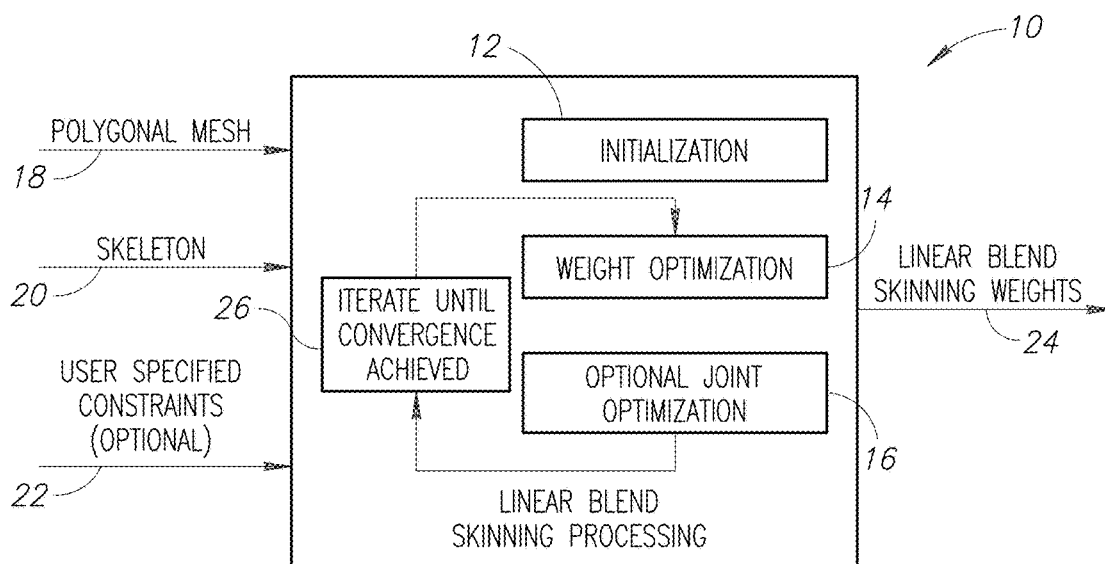 10
12
POLYGONAL MESH
18
INITIALIZATION
14
SKELETON
20
WEIGHT OPTIMIZATION
LINEAR BLEND
SKINNING WEIGHTS
24
26
ITERATE UNTIL
CONVERGENCE
ACHIEVED
USER SPECIFIED
CONSTRAINTS
(OPTIONAL)
22
OPTIONAL JOINT
OPTIMIZATION
16
LINEAR BLEND
SKINNING PROCESSING